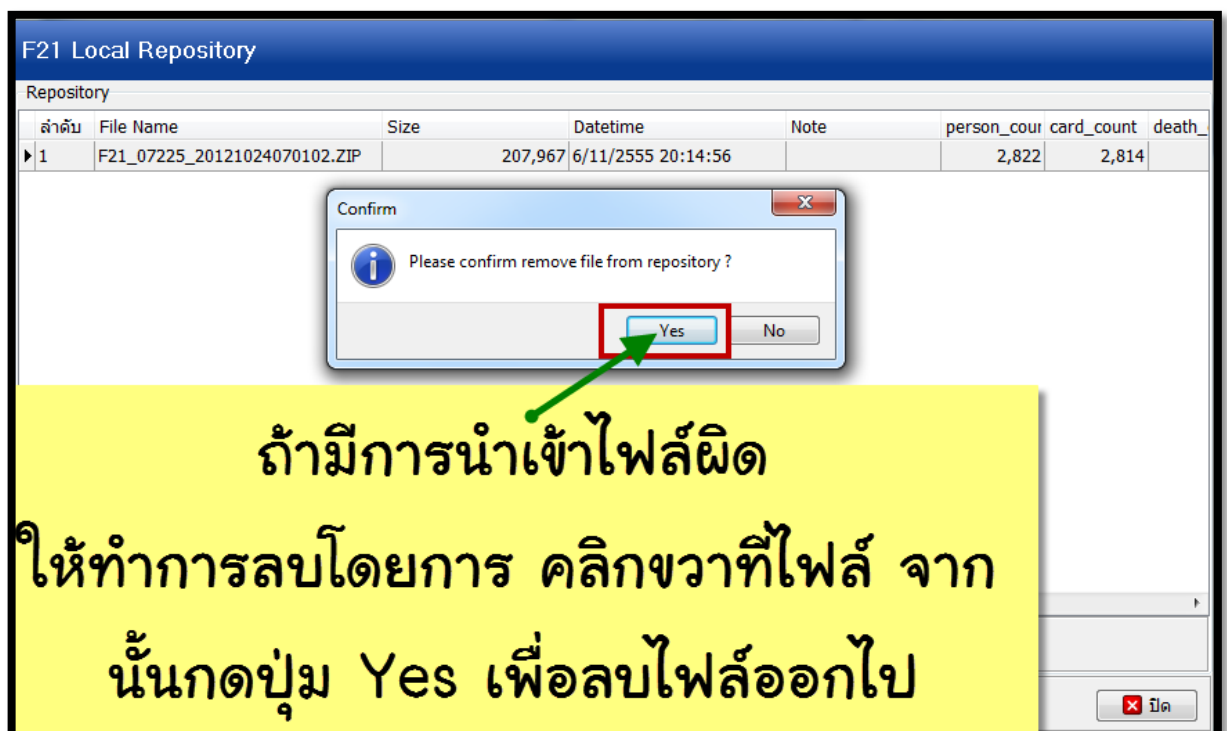 F21 Local Repository
Repository
ลำดับ File Name Size Datetime Note person_cour card_count death_
1 F21_07225_20121024070102.ZIP 207,967 6/11/2555 20:14:56 2,822 2,814
Confirm
Please confirm remove file from repository ?
Yes No
ถ้ามีการนำเข้าไฟล์ผิด
ให้ทำการลบโดยการ คลิกขวาที่ไฟล์ จาก
นั้นกดปุ่ม Yes เพื่อลบไฟล์ออกไป
ปิด